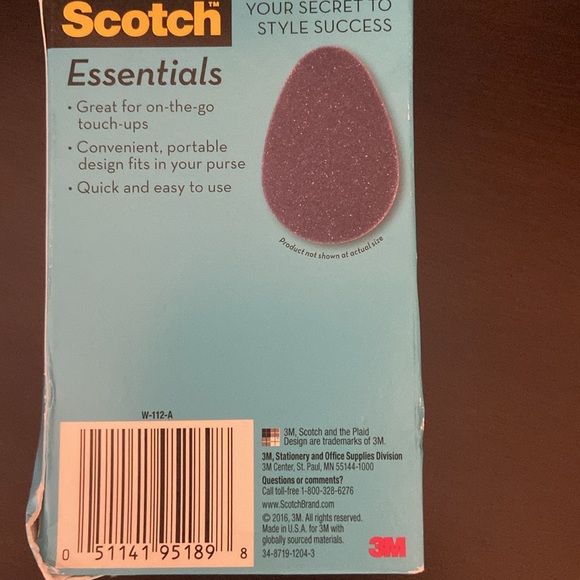 Scotch™
YOUR SECRET TO
STYLE SUCCESS
Essentials
• Great for on-the-go
touch-ups
• Convenient, portable
design fits in your purse
• Quick and easy to use
Product not shown at actual size
W-112-A
0 51141 95189 8
3M, Scotch and the Plaid
Design are trademarks of 3M.
3M, Stationery and Office Supplies Division
3M Center, St. Paul, MN 55144-1000
Questions or comments?
Call toll-free 1-800-328-6276
www.ScotchBrand.com
© 2016, 3M. All rights reserved.
Made in U.S.A. for 3M with
globally sourced materials.
34-8719-1204-3
3M